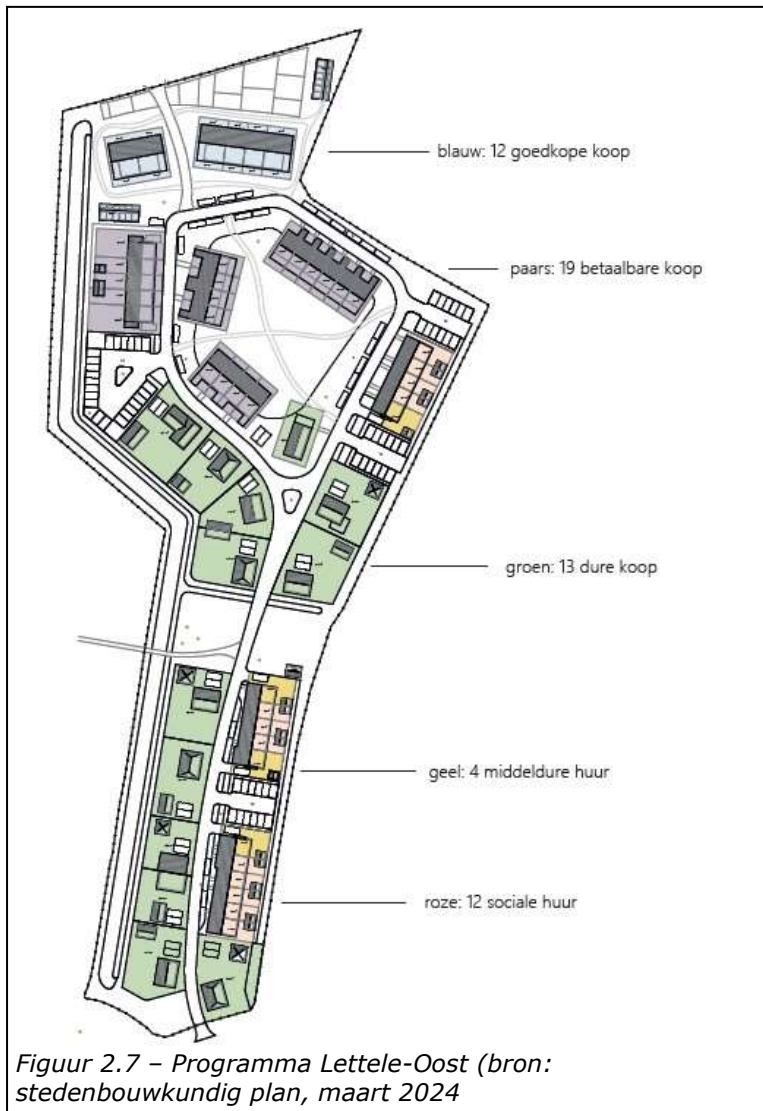 blauw: 12 goedkope koop
paars: 19 betaalbare koop
groen: 13 dure koop
geel: 4 middeldure huur
roze: 12 sociale huur
Figuur 2.7 – Programma Lettele-Oost (bron:
stedenbouwkundig plan, maart 2024